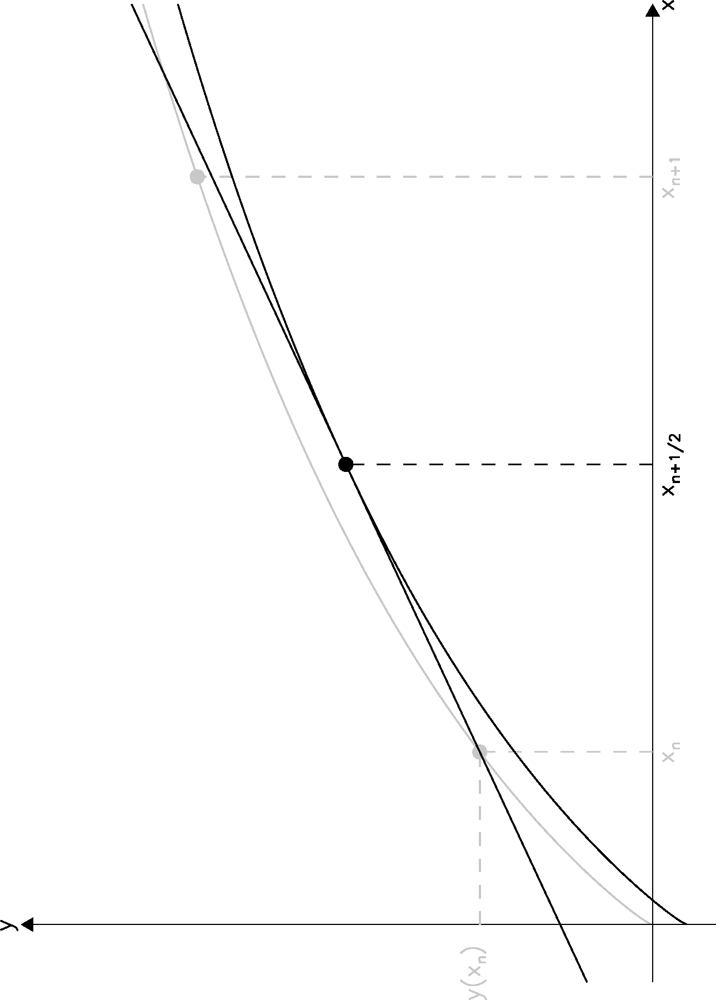 y
x
x_{n+1}
x_{n+1/2}
x_n
y(x_n)